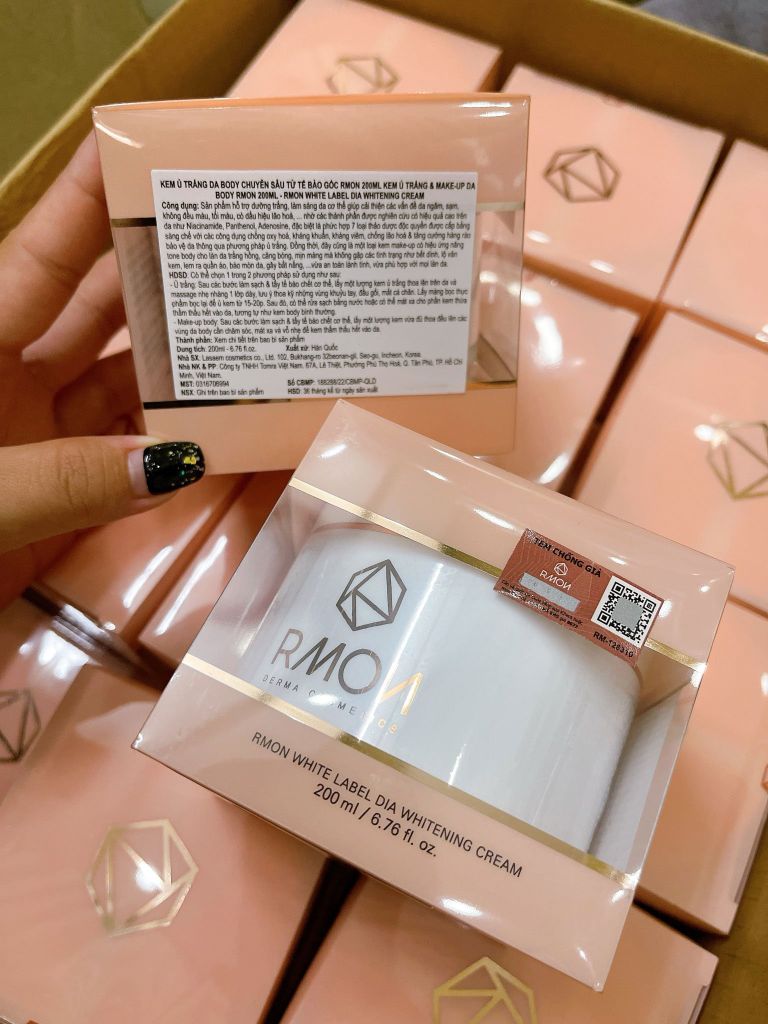 KEM Ủ TRẮNG DA BODY CHUYÊN SÂU TỪ TẾ BÀO GỐC RMON 200ML KEM Ủ TRẮNG & MAKE-UP DA
BODY RMON 200ML - RMON WHITE LABEL DIA WHITENING CREAM
Công dụng: Sản phẩm hỗ trợ dưỡng trắng, làm sáng da cơ thể giúp cải thiện các vấn đề da ngăm, sạm,
không đều màu, tối màu, có dấu hiệu lão hoá, ... nhờ các thành phần được nghiên cứu có hiệu quả cao trên
da như Niacinamide, Panthenol, Adenosine, đặc biệt là phức hợp 7 loại thảo dược độc quyền được cấp bằng
sáng chế với các công dụng chống oxy hoá, kháng khuẩn, kháng viêm, chống lão hoá & tăng cường hàng rào
bảo vệ da thông qua phương pháp ủ trắng. Đồng thời, đây cũng là một loại kem make-up có hiệu ứng nâng
tone body cho làn da trắng hồng, căng bóng, mịn màng mà không gặp các tình trạng như bết dính, lộ vân
kem, lem ra quần áo, bào mòn da, gây bắt nắng, ...vừa an toàn lành tính, vừa phù hợp với mọi làn da.
HDSD: Có thể chọn 1 trong 2 phương pháp sử dụng như sau:
- Ủ trắng: Sau các bước làm sạch & tẩy tế bào chết cơ thể, lấy một lượng kem ủ trắng thoa lên trên da và
massage nhẹ nhàng 1 lớp dày, lưu ý thoa kỹ những vùng khuỷu tay, đầu gối, mắt cá chân. Lấy màng bọc thực
phẩm bọc lại để ủ kem từ 15-20p. Sau đó, có thể rửa sạch bằng nước hoặc có thể mát xa cho phần kem thừa
thẩm thấu hết vào da, tương tự như kem body bình thường.
- Make-up body: Sau các bước làm sạch & tẩy tế bào chết cơ thể, lấy một lượng kem vừa đủ thoa đều lên các
vùng da body cần chăm sóc, mát xa và vỗ nhẹ để kem thẩm thấu hết vào da.
Thành phần: Xem chi tiết trên bao bì sản phẩm
Dung tích: 200ml - 6.76 fl oz. Xuất xứ: Hàn Quốc
Nhà SX: Lassem cosmetics co., Ltd. 102, Bukhang-ro 32beonan-gil, Seo-gu, Incheon, Korea.
Nhà NK & PP: Công ty TNHH Tomra Việt Nam. 67A, Lê Thiệt, Phường Phú Thọ Hoà, Q. Tân Phú, TP. HỒ CHÍ
Minh, Việt Nam.
MST: 0316706994 Số CBMP: 188288/22/CBMP-QLD
NSX: Ghi trên bao bì sản phẩm HSD: 36 tháng kể từ ngày sản xuất
TEM CHỐNG GIẢ
RMON
RM-128310
RMON
DERMA COSMETICS
RMON WHITE LABEL DIA WHITENING CREAM
200 ml / 6.76 fl. oz.